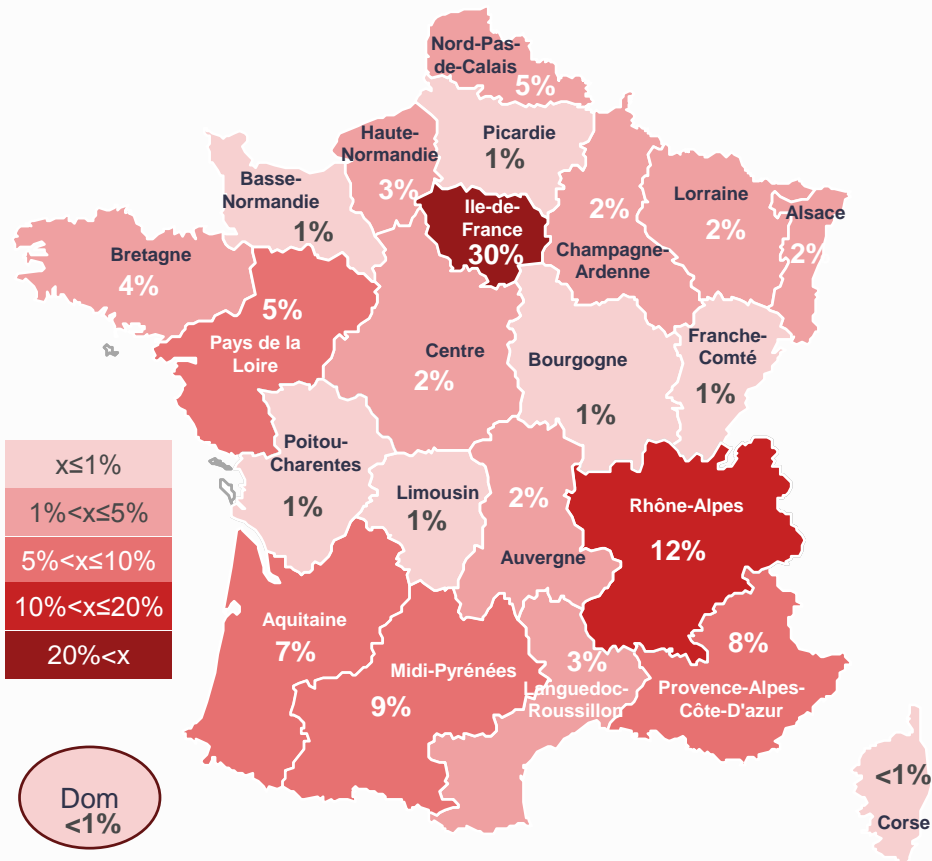 Nord-Pas-
de-Calais
5%
Picardie
1%
Haute-
Normandie
3%
Basse-
Normandie
1%
Ile-de-
France
30%
2%
Champagne-
Ardenne
Lorraine
2%
Alsace
2%
Bretagne
4%
5%
Pays de la
Loire
Centre
2%
Bourgogne
1%
Franche-
Comté
1%
Poitou-
Charentes
1%
Limousin
1%
2%
Auvergne
Rhône-Alpes
12%
x≤1%
1%<x≤5%
5%<x≤10%
10%<x≤20%
20%<x
Aquitaine
7%
Midi-Pyrénées
9%
3%
Languedoc-
Roussillon
8%
Provence-Alpes-
Côte-D'azur
Dom
<1%
<1%
Corse